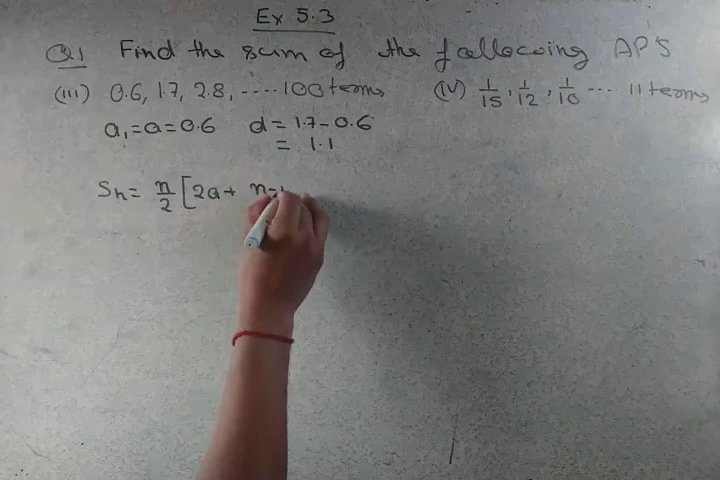 Ex 5.3
Q1 Find the sum of the following AP'S
(III) 0.6, 1.7, 2.8, .... 100 terms
(IV) 1/15, 1/12, 1/10 ... 11 terms
a₁=a=0.6 d = 1.7-0.6
= 1.1
Sn= n/2 [2a+ n-1